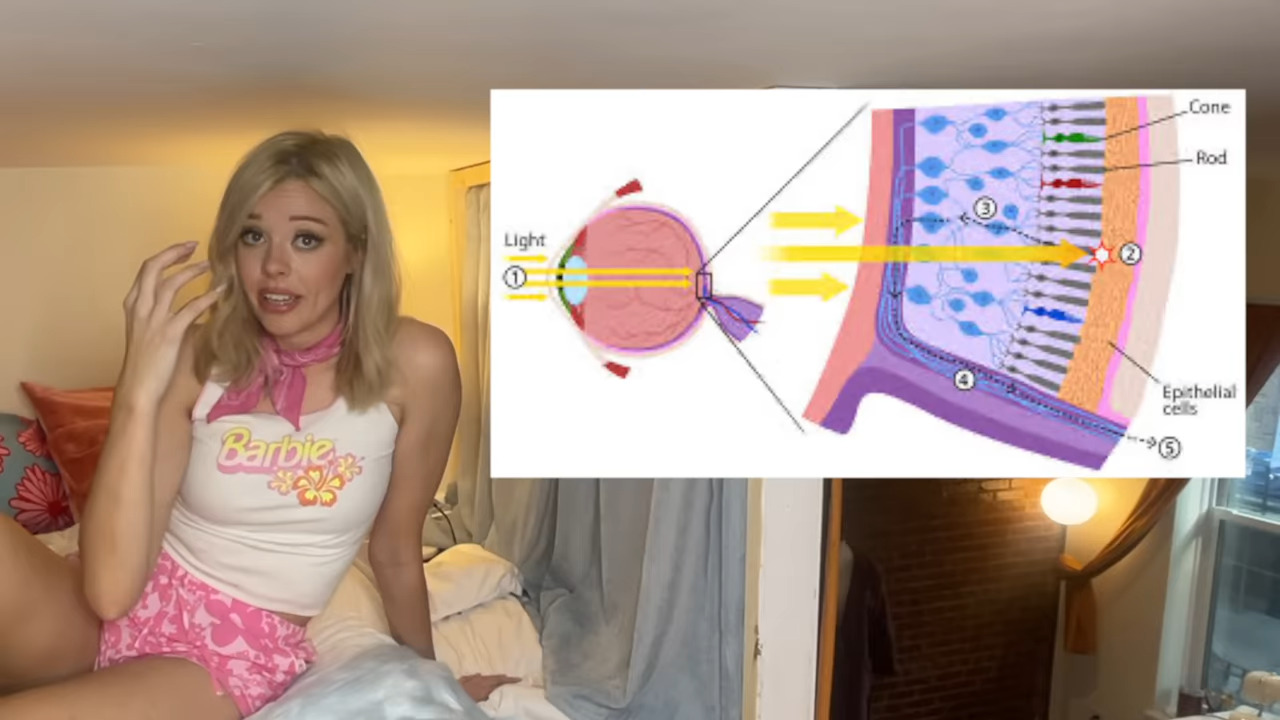 Barbie
Light
①
Cone
Rod
③
②
④
Epithelial
cells
⑤